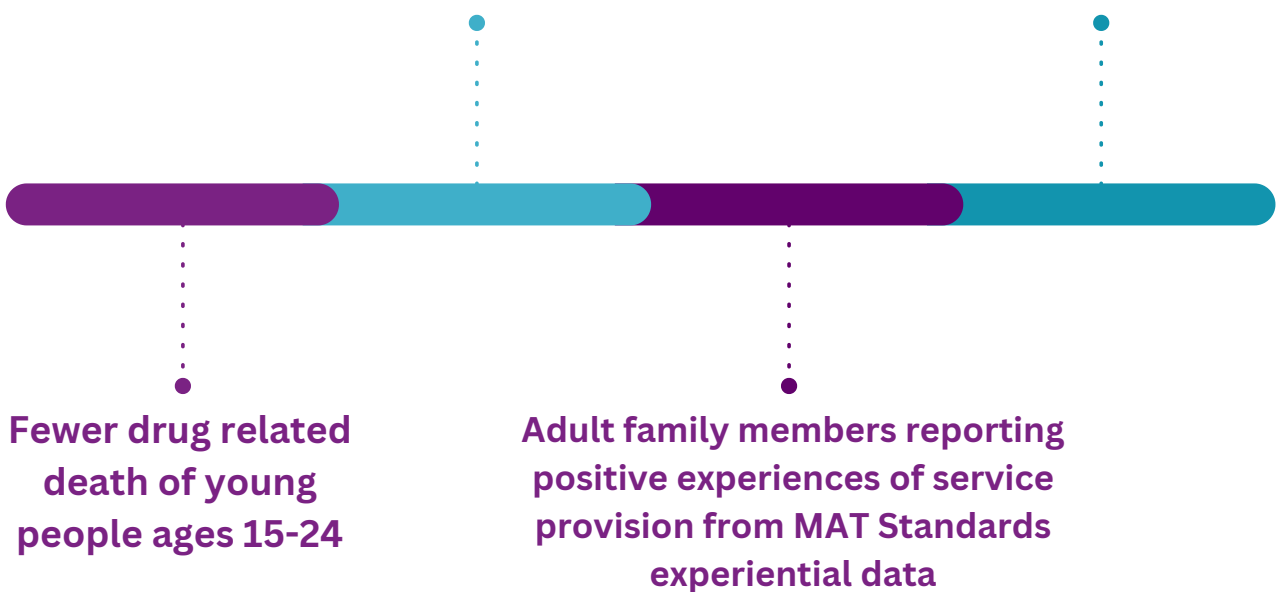 Fewer drug related
death of young
people ages 15-24
Adult family members reporting
positive experiences of service
provision from MAT Standards
experiential data